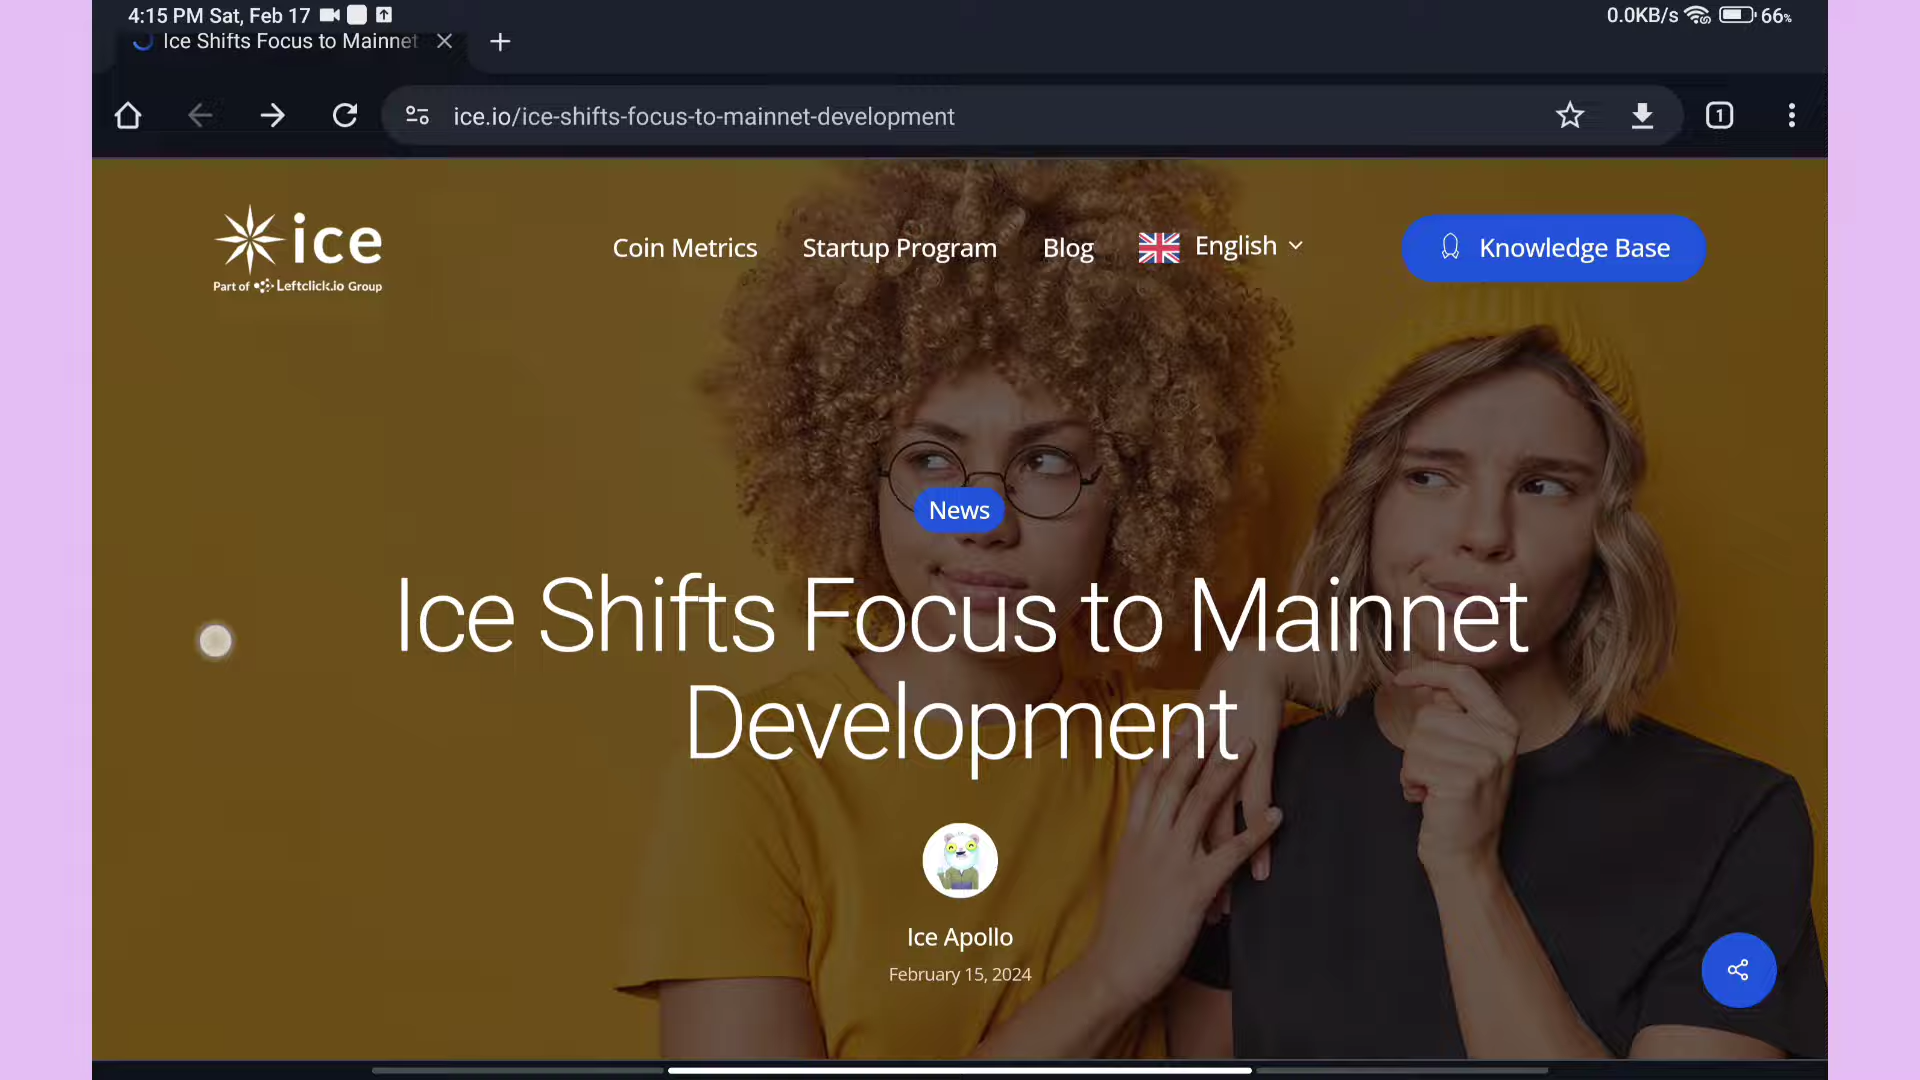 4:15 PM Sat, Feb 17
0.0KB/s 66%
Ice Shifts Focus to Mainnet
ice.io/ice-shifts-focus-to-mainnet-development
1
ice
Part of Leftclick.io Group
Coin Metrics
Startup Program
Blog
English
Knowledge Base
News
Ice Shifts Focus to Mainnet
Development
Ice Apollo
February 15, 2024